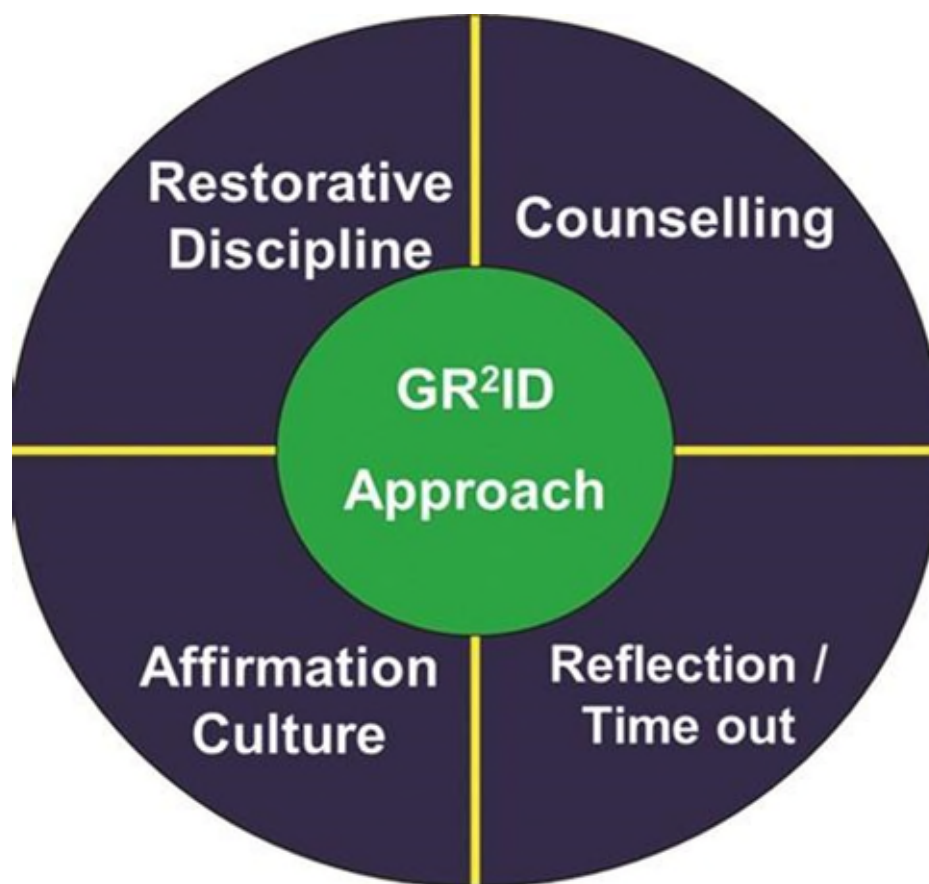 Restorative
Discipline
Counselling
GR²ID
Approach
Affirmation
Culture
Reflection /
Time out